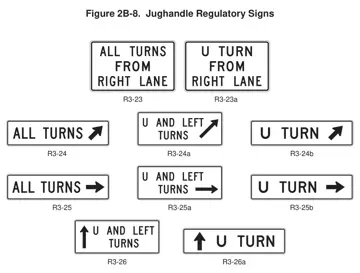 Figure 2B-8. Jughandle Regulatory Signs
ALL TURNS
FROM
RIGHT LANE
R3-23
U TURN
FROM
RIGHT LANE
R3-23a
ALL TURNS
R3-24
U AND LEFT
TURNS
R3-24a
U TURN
R3-24b
ALL TURNS
R3-25
U AND LEFT
TURNS
R3-25a
U TURN
R3-25b
U AND LEFT
TURNS
R3-26
U TURN
R3-26a